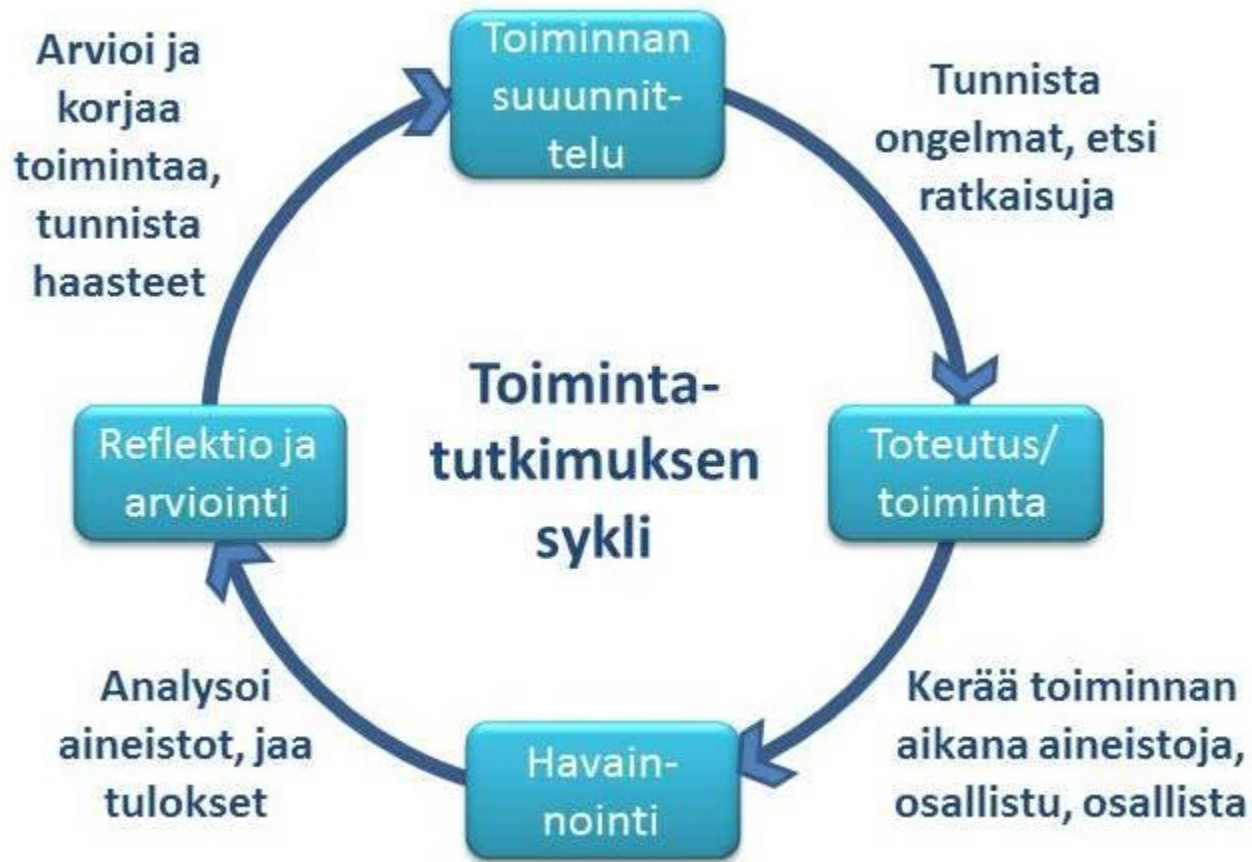 Toiminnan
suuunnit-
telu
Tunnista
ongelmat, etsi
ratkaisuja
Toteutus/
toiminta
Kerää toiminnan
aikana aineistoja,
osallistu, osallista
Havain-
nointi
Analysoi
aineistot, jaa
tulokset
Reflektio ja
arviointi
Arvioi ja
korjaa
toimintaa,
tunnista
haasteet
Toiminta-
tutkimuksen
sykli